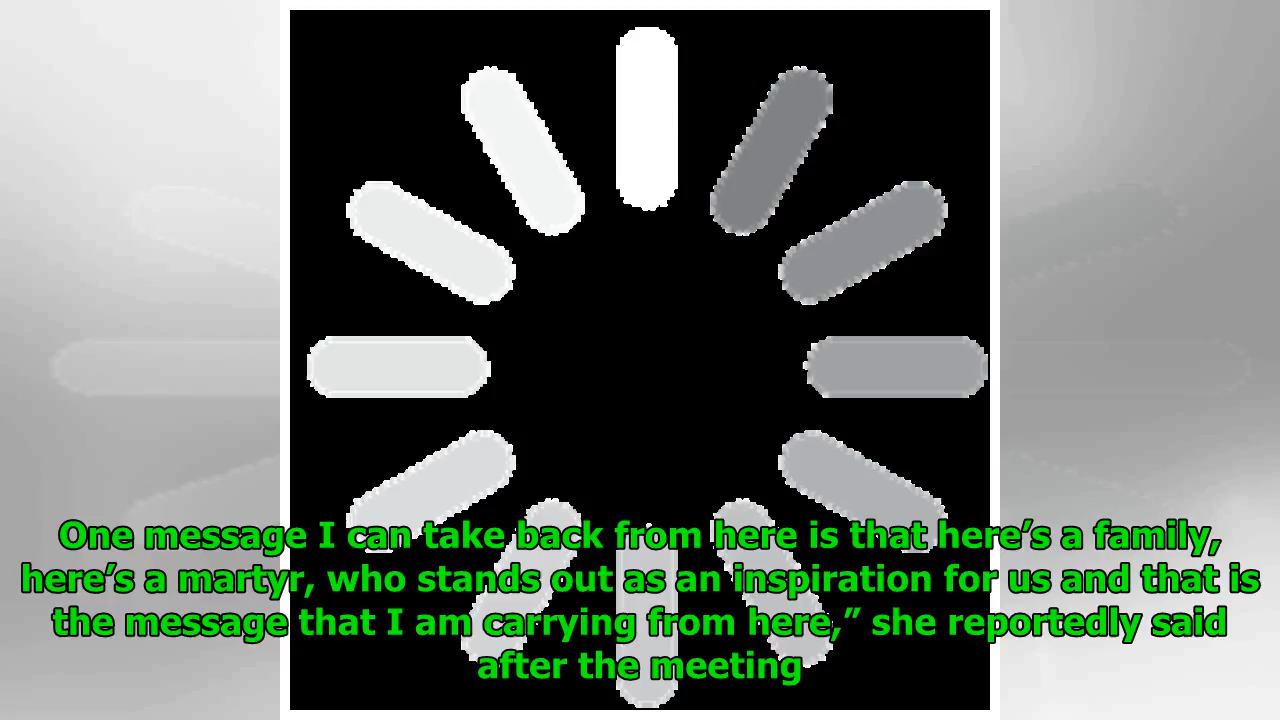 One message I can take back from here is that here’s a family,
here’s a martyr, who stands out as an inspiration for us and that is
the message that I am carrying from here,” she reportedly said
after the meeting